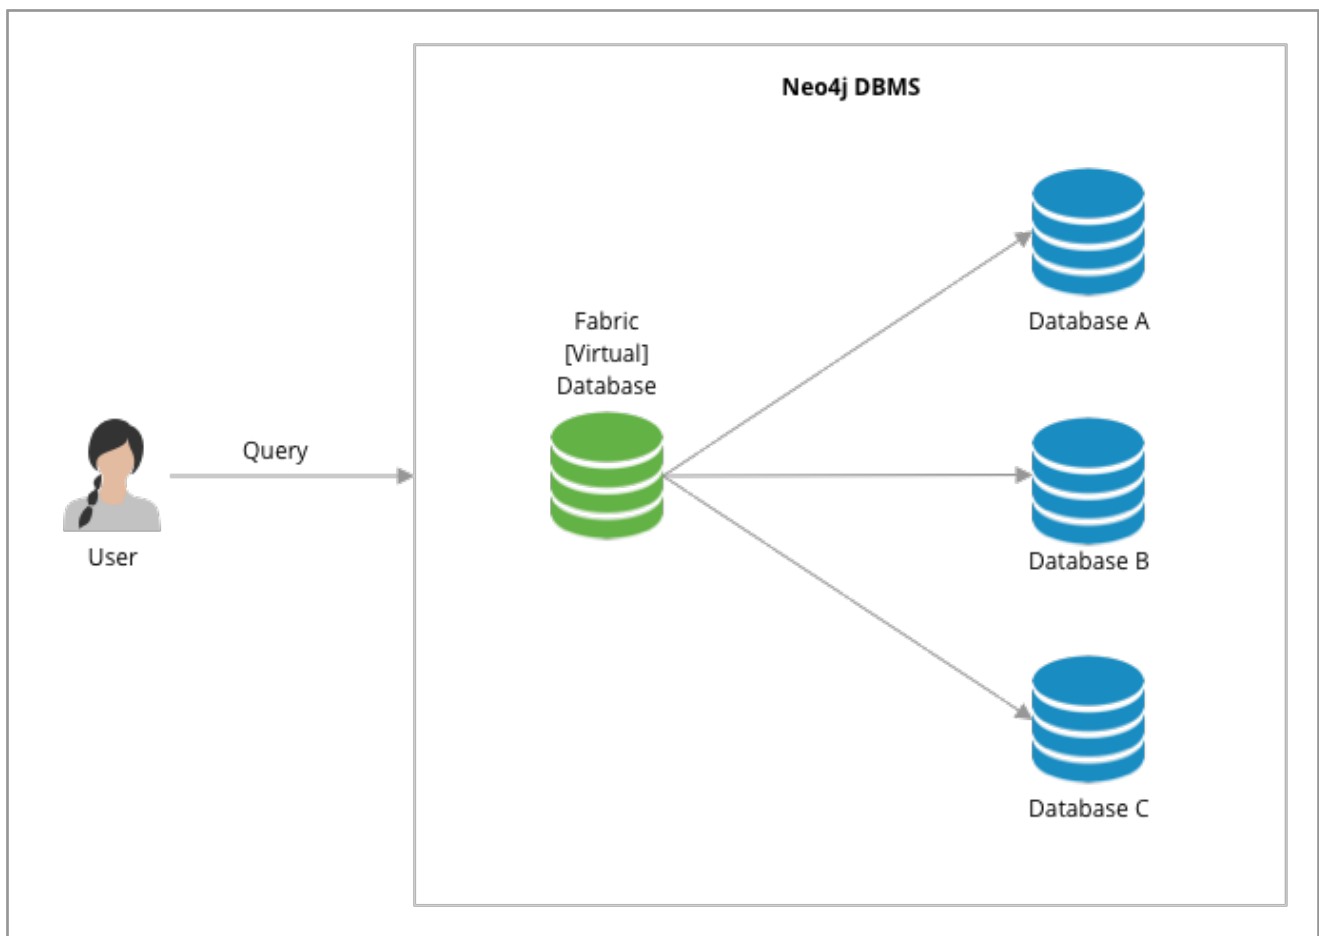 Neo4j DBMS
Fabric
[Virtual]
Database
Query
User
Database A
Database B
Database C